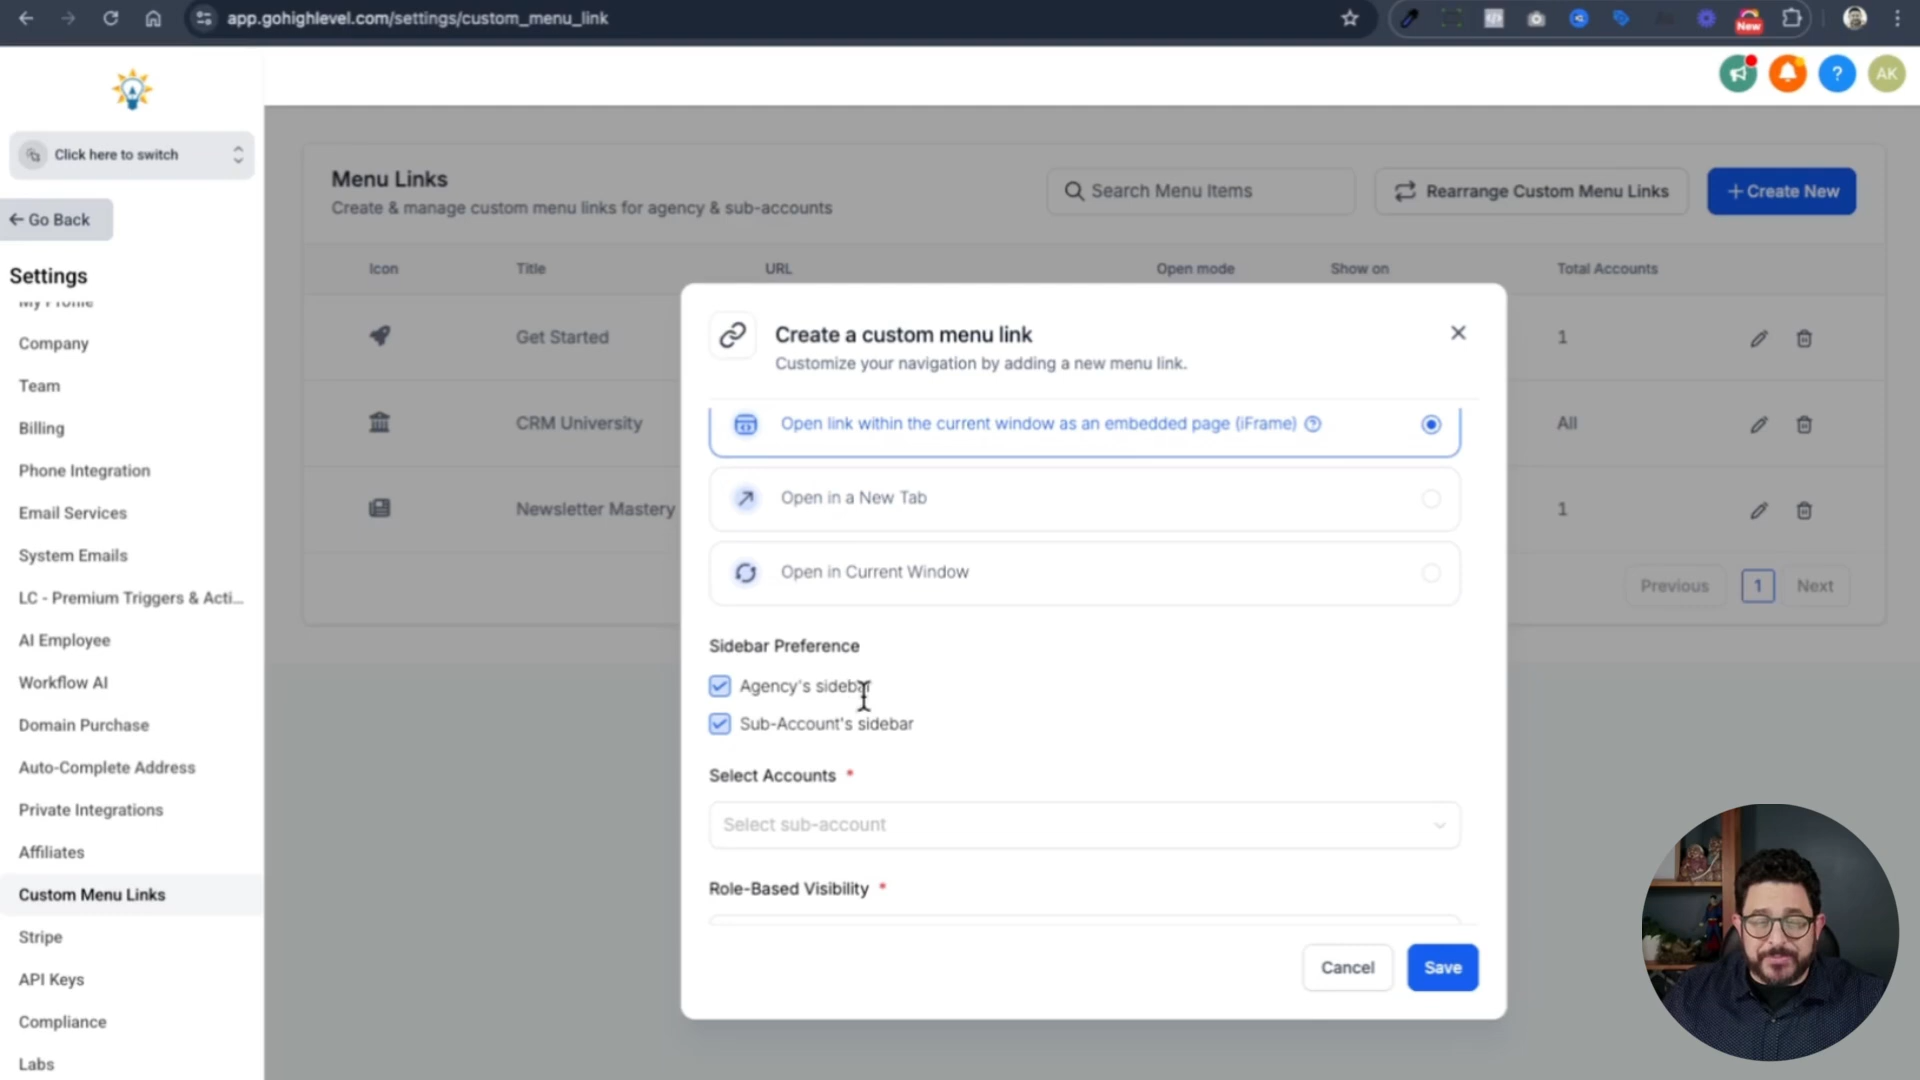 app.gohighlevel.com/settings/custom_menu_link
New
AK
Click here to switch
Go Back
Settings
My Profile
Company
Team
Billing
Phone Integration
Email Services
System Emails
LC - Premium Triggers & Acti...
AI Employee
Workflow AI
Domain Purchase
Auto-Complete Address
Private Integrations
Affiliates
Custom Menu Links
Stripe
API Keys
Compliance
Labs
Menu Links
Create & manage custom menu links for agency & sub-accounts
Search Menu Items
Rearrange Custom Menu Links
+ Create New
Icon Title URL Open mode Show on Total Accounts
Get Started 1
CRM University All
Newsletter Mastery 1
Previous 1 Next
Create a custom menu link
Customize your navigation by adding a new menu link.
Open link within the current window as an embedded page (iFrame)
Open in a New Tab
Open in Current Window
Sidebar Preference
Agency's sidebar
Sub-Account's sidebar
Select Accounts *
Select sub-account
Role-Based Visibility *
Cancel Save